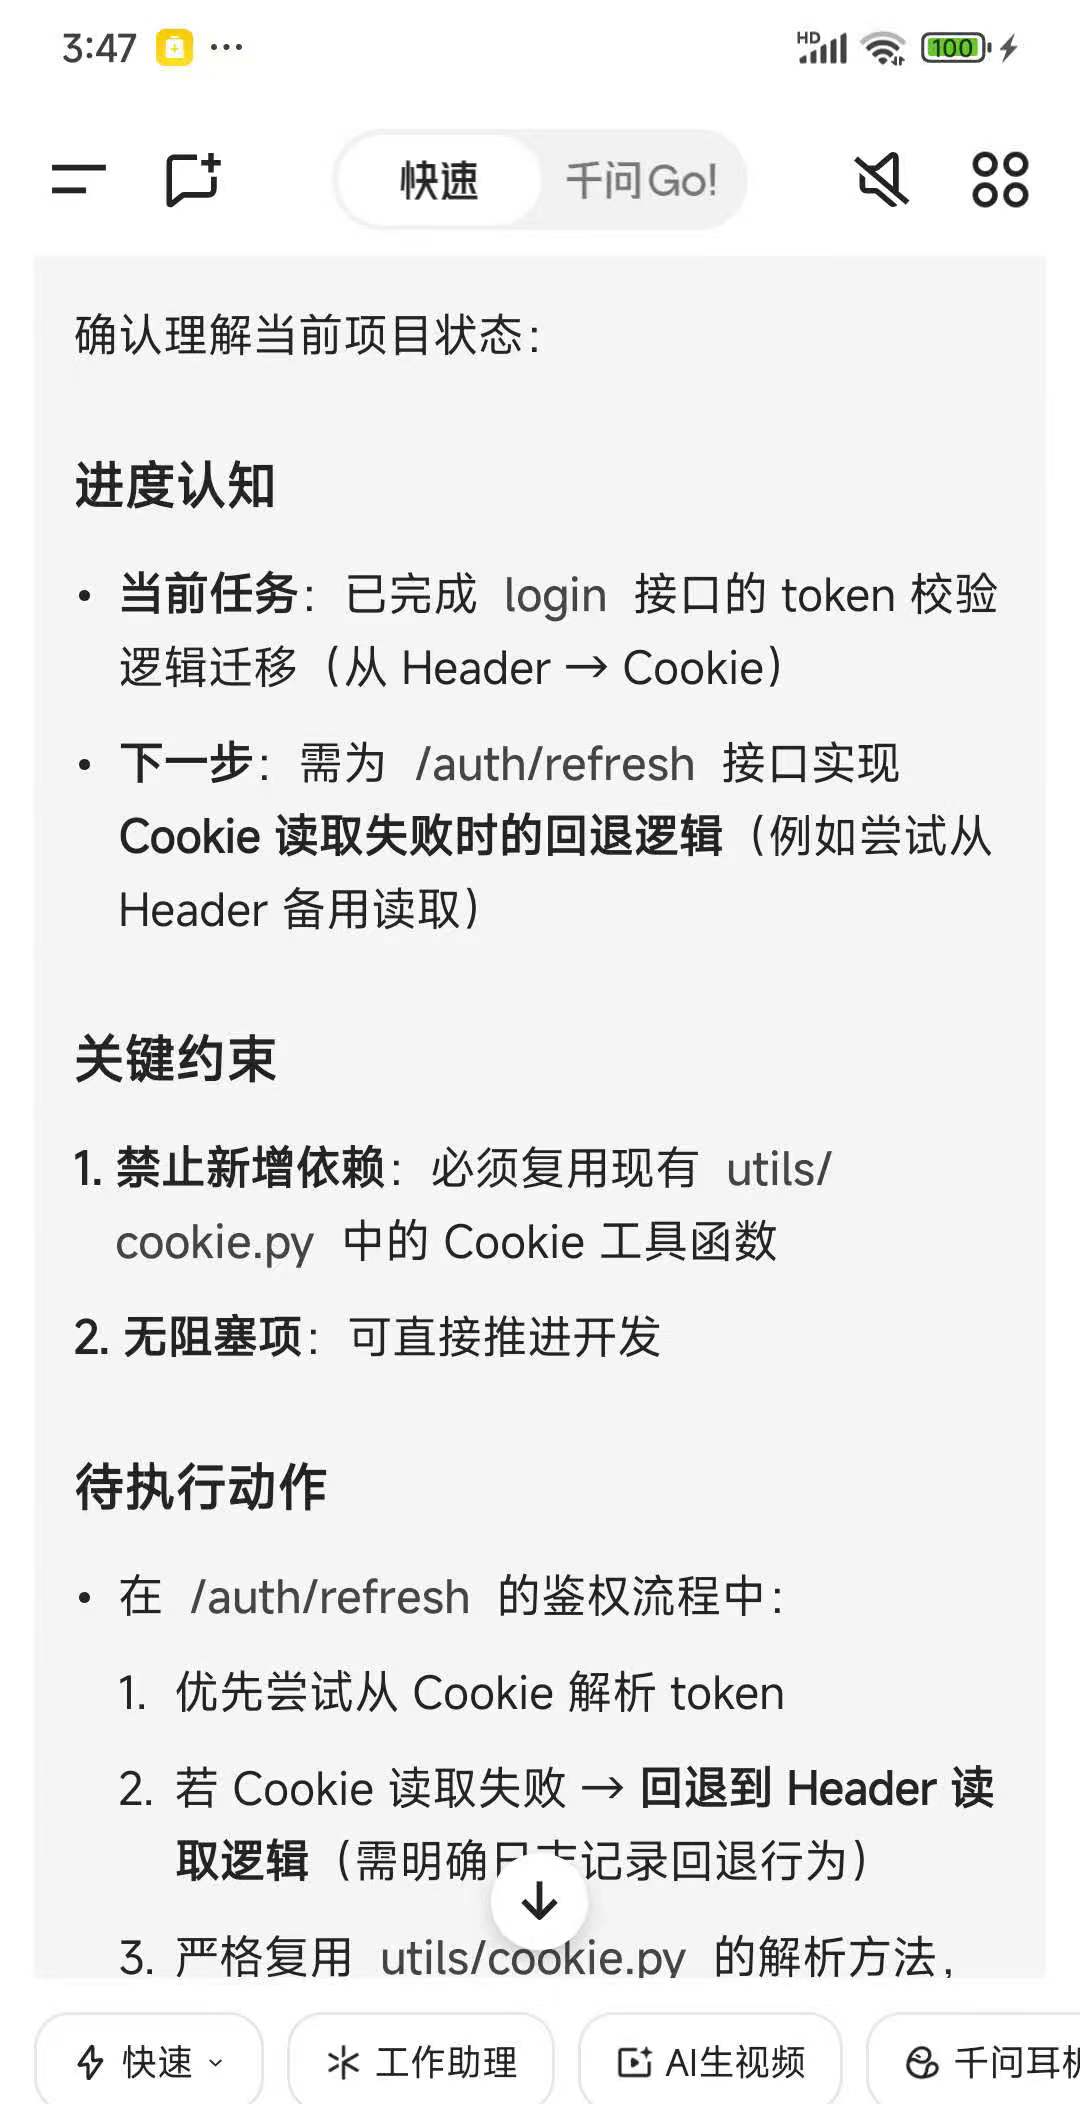 3:47
HD
100
快速 千问Go!
确认理解当前项目状态：
进度认知
• 当前任务：已完成 login 接口的 token 校验
逻辑迁移（从 Header → Cookie）
• 下一步：需为 /auth/refresh 接口实现
Cookie 读取失败时的回退逻辑（例如尝试从
Header 备用读取）
关键约束
1. 禁止新增依赖：必须复用现有 utils/
cookie.py 中的 Cookie 工具函数
2. 无阻塞项：可直接推进开发
待执行动作
• 在 /auth/refresh 的鉴权流程中：
1. 优先尝试从 Cookie 解析 token
2. 若 Cookie 读取失败 → 回退到 Header 读
取逻辑（需明确日志记录回退行为）
3. 严格复用 utils/cookie.py 的解析方法，
快速 工作助理 AI生视频 千问耳机